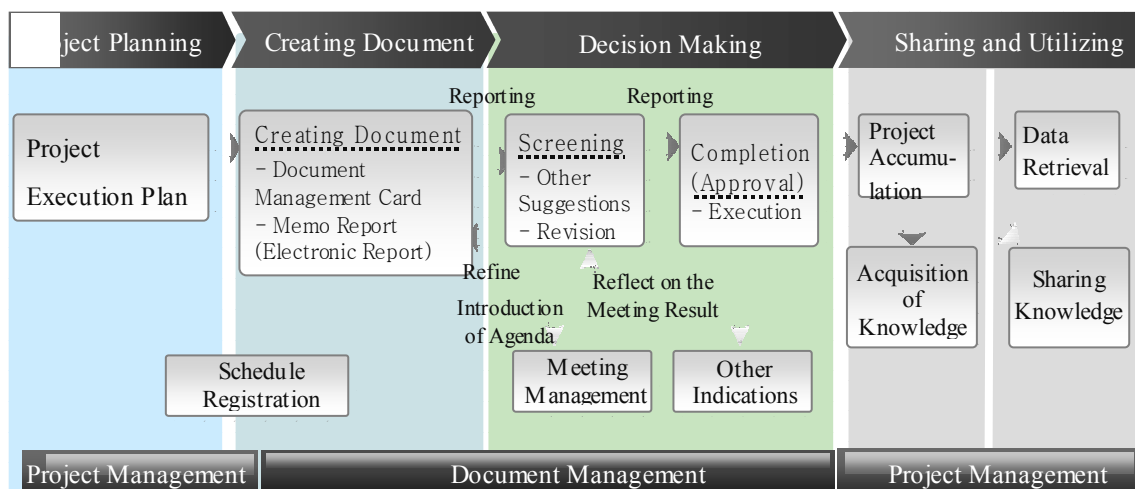 oject Planning
Creating Document
Decision Making
Sharing and Utilizing
Project
Execution Plan
Creating Document
- Document
Management Card
- Memo Report
(Electronic Report)
Reporting
Reporting
Screening
- Other
Suggestions
- Revision
Completion
(Approval)
- Execution
Project
Accumu-
lation
Data
Retrieval
Refine
Introduction
of Agenda
Reflect on the
Meeting Result
Acquisition
of
Knowledge
Sharing
Knowledge
Schedule
Registration
Meeting
Management
Other
Indications
Project Management
Document Management
Project Management